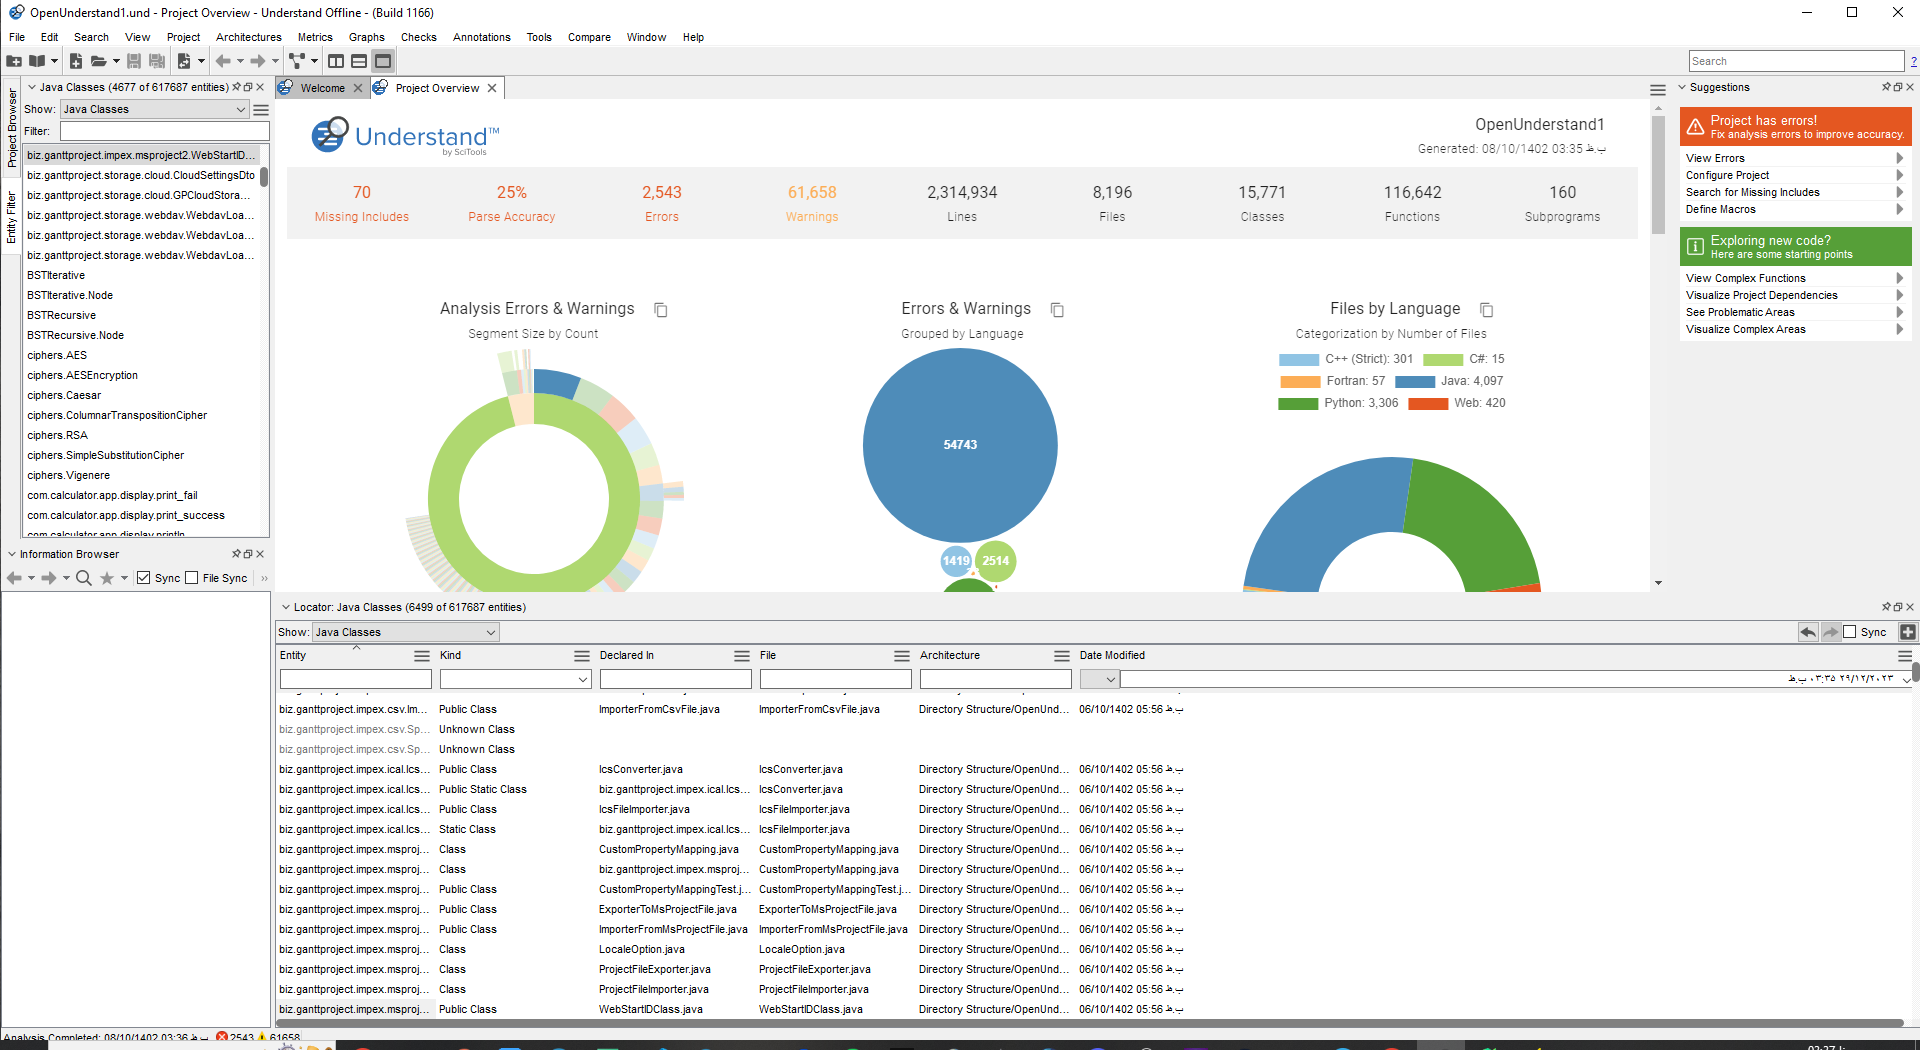 OpenUnderstand1.und - Project Overview - Understand Offline - (Build 1166)
File Edit Search View Project Architectures Metrics Graphs Checks Annotations Tools Compare Window Help
Search ?
Project Browser
Entity Filter
Java Classes (4677 of 617687 entities)
Show: Java Classes
Filter:
biz.ganttproject.impex.msproject2.WebStartID...
biz.ganttproject.storage.cloud.CloudSettingsDto
biz.ganttproject.storage.cloud.GPCloudStora...
biz.ganttproject.storage.webdav.WebdavLoa...
biz.ganttproject.storage.webdav.WebdavLoa...
biz.ganttproject.storage.webdav.WebdavLoa...
BSTIterative
BSTIterative.Node
BSTRecursive
BSTRecursive.Node
ciphers.AES
ciphers.AESEncryption
ciphers.Caesar
ciphers.ColumnarTranspositionCipher
ciphers.RSA
ciphers.SimpleSubstitutionCipher
ciphers.Vigenere
com.calculator.app.display.print_fail
com.calculator.app.display.print_success
com.calculator.app.display.println
Information Browser
Sync File Sync »
Welcome Project Overview
Understand™
by SciTools
OpenUnderstand1
Generated: 08/10/1402 03:35 ب.ظ
70 25% 2,543 61,658 2,314,934 8,196 15,771 116,642 160
Missing Includes Parse Accuracy Errors Warnings Lines Files Classes Functions Subprograms
Analysis Errors & Warnings
Segment Size by Count
Errors & Warnings
Grouped by Language
54743
1419 2514
Files by Language
Categorization by Number of Files
C++ (Strict): 301 C#: 15
Fortran: 57 Java: 4,097
Python: 3,306 Web: 420
Suggestions
Project has errors!
Fix analysis errors to improve accuracy.
View Errors
Configure Project
Search for Missing Includes
Define Macros
Exploring new code?
Here are some starting points
View Complex Functions
Visualize Project Dependencies
See Problematic Areas
Visualize Complex Areas
Locator: Java Classes (6499 of 617687 entities)
Show: Java Classes Sync
Entity Kind Declared In File Architecture Date Modified
۲۹/۱۲/۲۰۲۳ ۰۳:۳۵ ب.ظ
biz.ganttproject.impex.csv.Im... Public Class ImporterFromCsvFile.java ImporterFromCsvFile.java Directory Structure/OpenUnd... 06/10/1402 05:56 ب.ظ
biz.ganttproject.impex.csv.Sp... Unknown Class
biz.ganttproject.impex.csv.Sp... Unknown Class
biz.ganttproject.impex.ical.Ics... Public Class IcsConverter.java IcsConverter.java Directory Structure/OpenUnd... 06/10/1402 05:56 ب.ظ
biz.ganttproject.impex.ical.Ics... Public Static Class biz.ganttproject.impex.ical.Ics... IcsConverter.java Directory Structure/OpenUnd... 06/10/1402 05:56 ب.ظ
biz.ganttproject.impex.ical.Ics... Public Class IcsFileImporter.java IcsFileImporter.java Directory Structure/OpenUnd... 06/10/1402 05:56 ب.ظ
biz.ganttproject.impex.ical.Ics... Static Class biz.ganttproject.impex.ical.Ics... IcsFileImporter.java Directory Structure/OpenUnd... 06/10/1402 05:56 ب.ظ
biz.ganttproject.impex.msproj... Class CustomPropertyMapping.java CustomPropertyMapping.java Directory Structure/OpenUnd... 06/10/1402 05:56 ب.ظ
biz.ganttproject.impex.msproj... Class biz.ganttproject.impex.msproj... CustomPropertyMapping.java Directory Structure/OpenUnd... 06/10/1402 05:56 ب.ظ
biz.ganttproject.impex.msproj... Public Class CustomPropertyMappingTest.j... CustomPropertyMappingTest.j... Directory Structure/OpenUnd... 06/10/1402 05:56 ب.ظ
biz.ganttproject.impex.msproj... Public Class ExporterToMsProjectFile.java ExporterToMsProjectFile.java Directory Structure/OpenUnd... 06/10/1402 05:56 ب.ظ
biz.ganttproject.impex.msproj... Public Class ImporterFromMsProjectFile.java ImporterFromMsProjectFile.java Directory Structure/OpenUnd... 06/10/1402 05:56 ب.ظ
biz.ganttproject.impex.msproj... Class LocaleOption.java LocaleOption.java Directory Structure/OpenUnd... 06/10/1402 05:56 ب.ظ
biz.ganttproject.impex.msproj... Class ProjectFileExporter.java ProjectFileExporter.java Directory Structure/OpenUnd... 06/10/1402 05:56 ب.ظ
biz.ganttproject.impex.msproj... Class ProjectFileImporter.java ProjectFileImporter.java Directory Structure/OpenUnd... 06/10/1402 05:56 ب.ظ
biz.ganttproject.impex.msproj... Public Class WebStartIDClass.java WebStartIDClass.java Directory Structure/OpenUnd... 06/10/1402 05:56 ب.ظ
Analysis Completed: 08/10/1402 03:36 ب.ظ 2543 61658